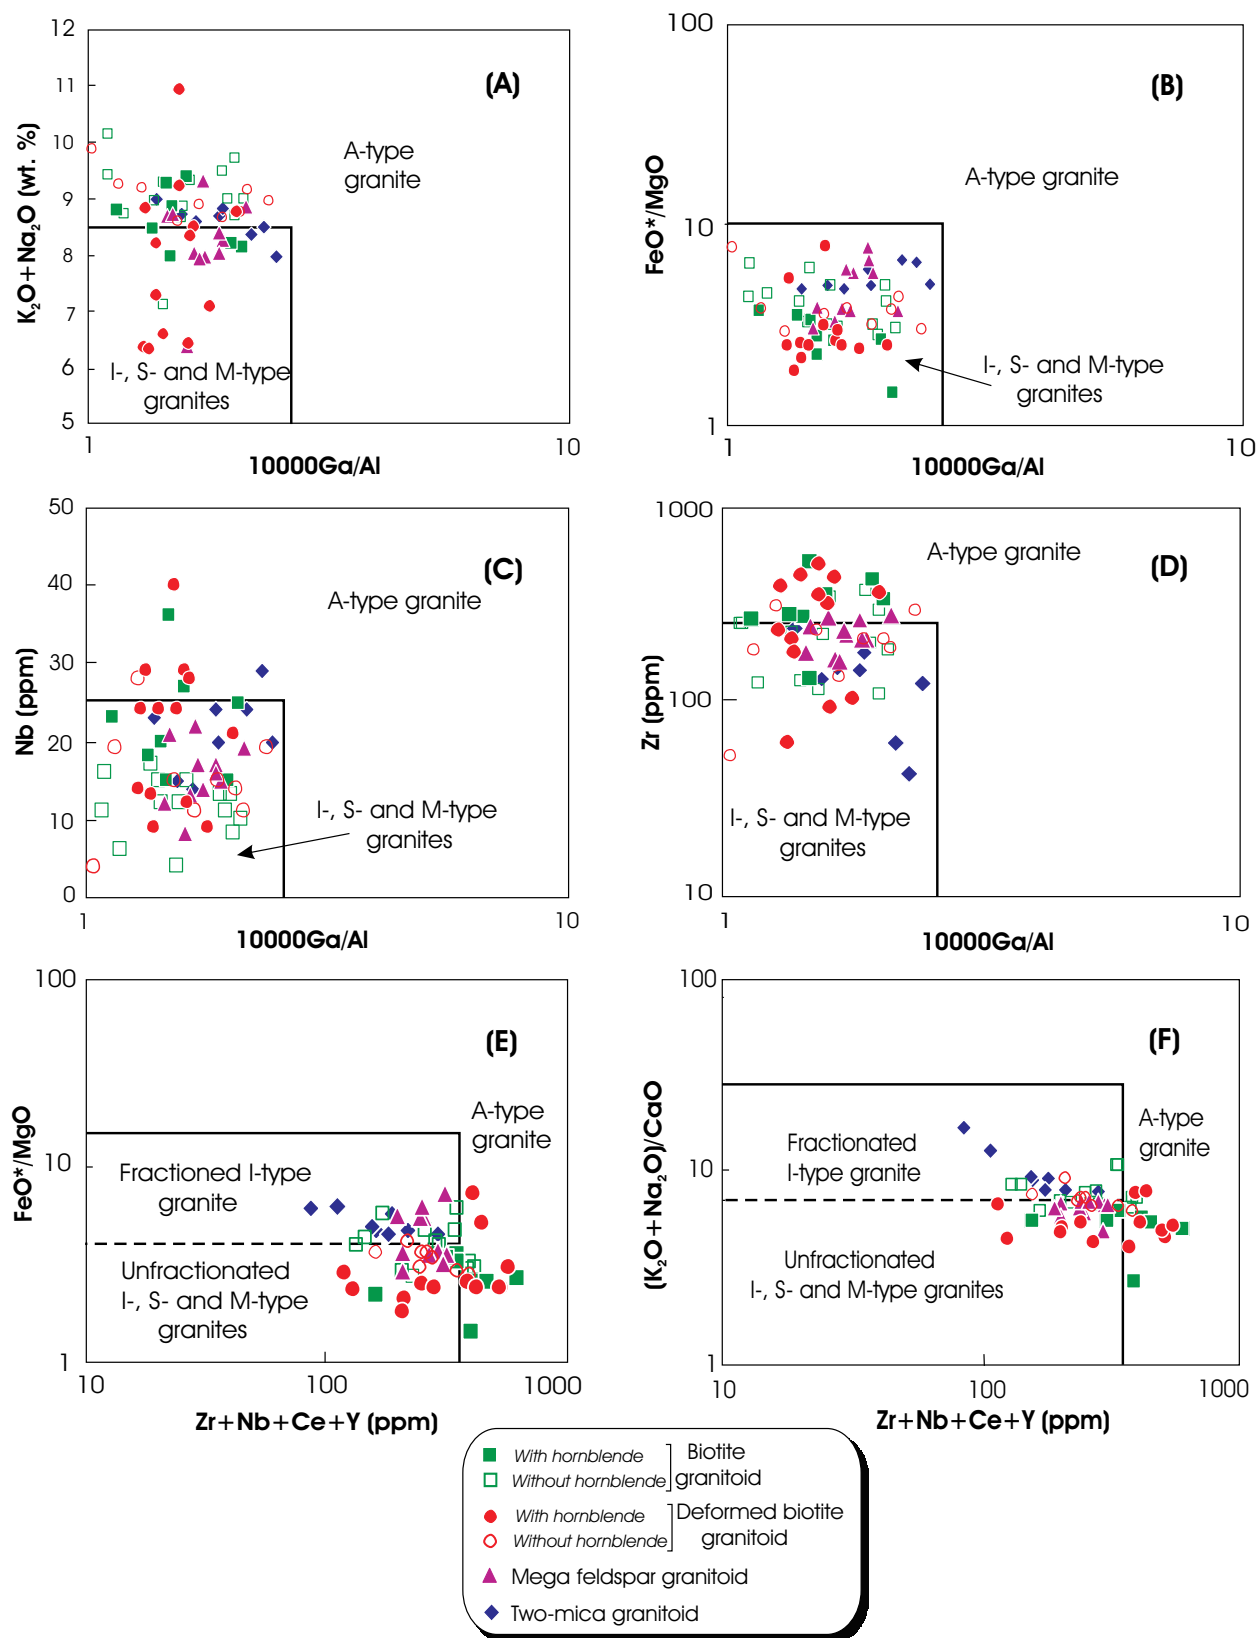 12
11
10
9
8
7
6
5
K₂O+Na₂O (wt. %)
(A)
A-type
granite
I-, S- and M-type
granites
1
10
10000Ga/Al
100
10
1
FeO*/MgO
(B)
A-type granite
I-, S- and M-type
granites
1
10
10000Ga/Al
50
40
30
20
10
0
Nb (ppm)
(C)
A-type granite
I-, S- and M-type
granites
1
10
10000Ga/Al
1000
100
10
Zr (ppm)
(D)
A-type granite
I-, S- and M-type
granites
1
10
10000Ga/Al
100
10
1
FeO*/MgO
(E)
A-type
granite
Fractioned I-type
granite
Unfractionated
I-, S- and M-type
granites
10
100
1000
Zr+Nb+Ce+Y (ppm)
100
10
1
(K₂O+Na₂O)/CaO
(F)
A-type
granite
Fractionated
I-type granite
Unfractionated
I-, S- and M-type granites
10
100
1000
Zr+Nb+Ce+Y (ppm)
With hornblende
Without hornblende
Biotite
granitoid
With hornblende
Without hornblende
Deformed biotite
granitoid
Mega feldspar granitoid
Two-mica granitoid